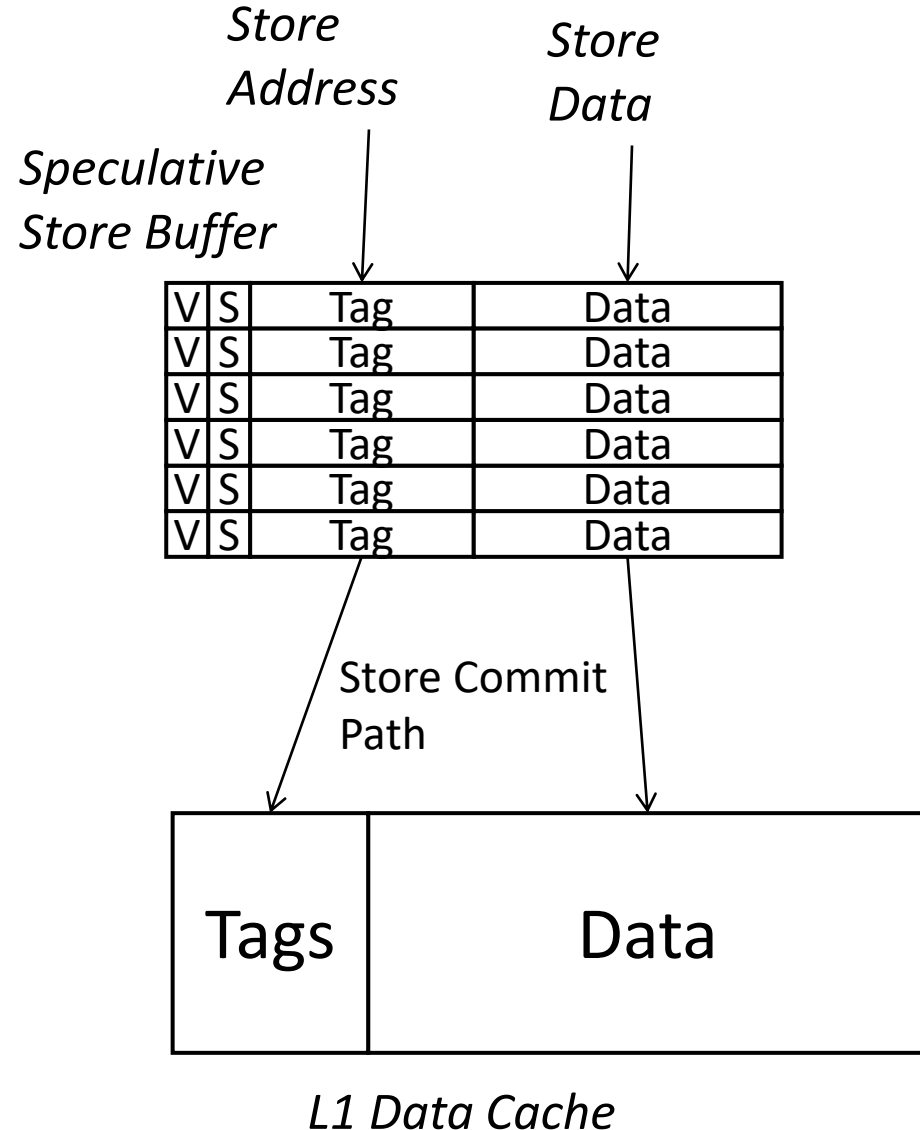 Store
Address
Store
Data
Speculative
Store Buffer
V S Tag Data
V S Tag Data
V S Tag Data
V S Tag Data
V S Tag Data
V S Tag Data
Store Commit
Path
Tags Data
L1 Data Cache